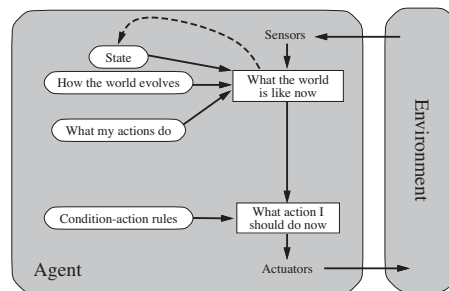 Sensors
State
How the world evolves
What the world
is like now
What my actions do
Condition-action rules
What action I
should do now
Agent
Actuators
Environment